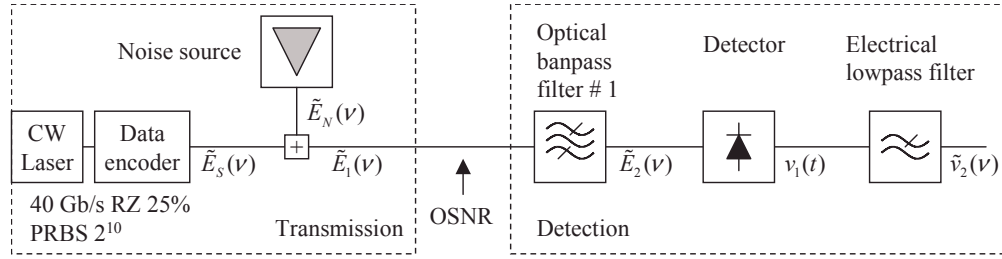 Noise source
Ẽ_N(ν)
CW
Laser
Data
encoder
Ẽ_S(ν)
+
Ẽ_1(ν)
40 Gb/s RZ 25%
PRBS 2^10
Transmission
OSNR
Optical
banpass
filter # 1
Detector
Electrical
lowpass filter
Ẽ_2(ν)
v_1(t)
ṽ_2(ν)
Detection